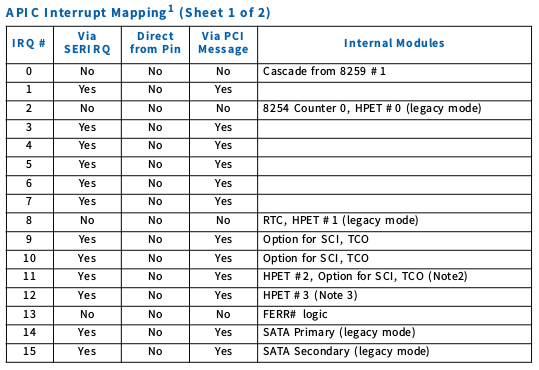 APIC Interrupt Mapping1 (Sheet 1 of 2)
IRQ # Via SERIRQ Direct from Pin Via PCI Message Internal Modules
0 No No No Cascade from 8259 #1
1 Yes No Yes
2 No No No 8254 Counter 0, HPET #0 (legacy mode)
3 Yes No Yes
4 Yes No Yes
5 Yes No Yes
6 Yes No Yes
7 Yes No Yes
8 No No No RTC, HPET #1 (legacy mode)
9 Yes No Yes Option for SCI, TCO
10 Yes No Yes Option for SCI, TCO
11 Yes No Yes HPET #2, Option for SCI, TCO (Note2)
12 Yes No Yes HPET #3 (Note 3)
13 No No No FERR# logic
14 Yes No Yes SATA Primary (legacy mode)
15 Yes No Yes SATA Secondary (legacy mode)